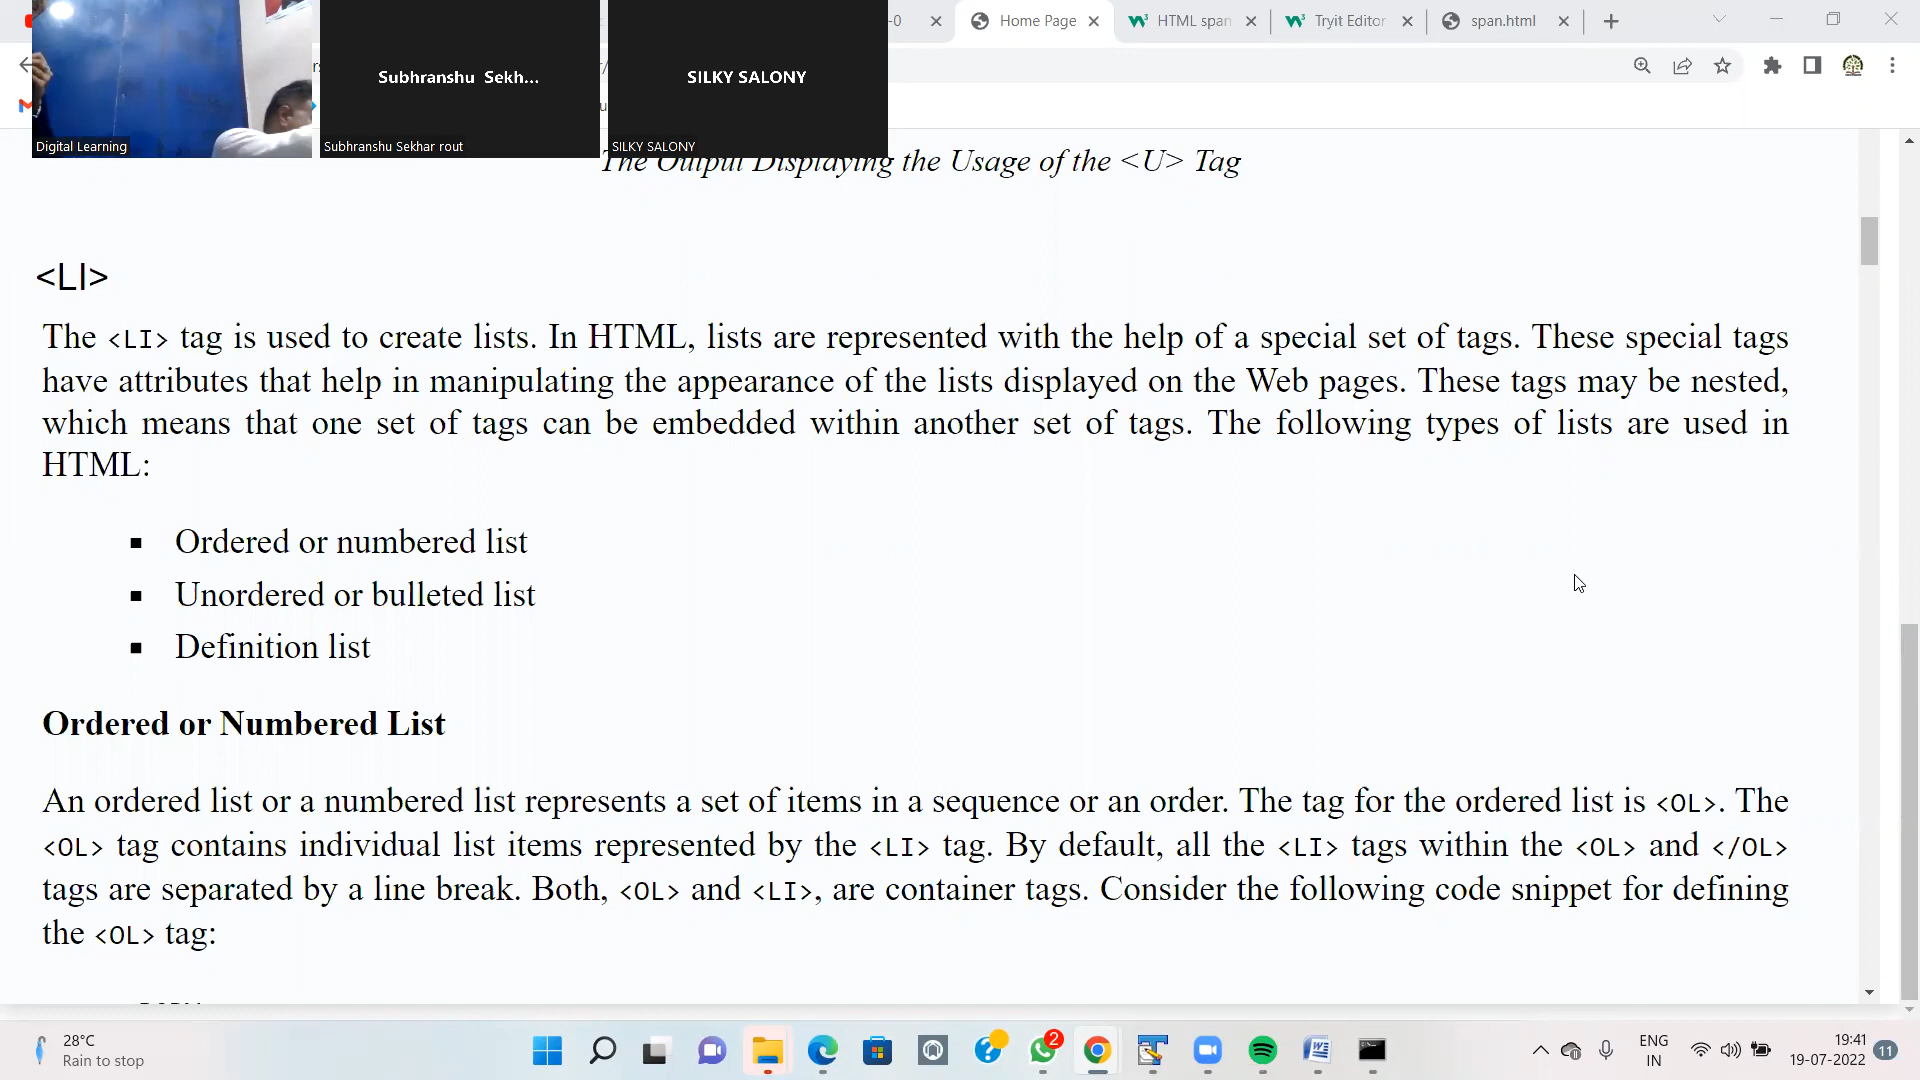 -0
Home Page
HTML span
Tryit Editor
span.html
Subhranshu Sekh...
SILKY SALONY
Digital Learning
Subhranshu Sekhar rout
SILKY SALONY
The Output Displaying the Usage of the <U> Tag
<LI>
The <LI> tag is used to create lists. In HTML, lists are represented with the help of a special set of tags. These special tags
have attributes that help in manipulating the appearance of the lists displayed on the Web pages. These tags may be nested,
which means that one set of tags can be embedded within another set of tags. The following types of lists are used in
HTML:
▪ Ordered or numbered list
▪ Unordered or bulleted list
▪ Definition list
Ordered or Numbered List
An ordered list or a numbered list represents a set of items in a sequence or an order. The tag for the ordered list is <OL>. The
<OL> tag contains individual list items represented by the <LI> tag. By default, all the <LI> tags within the <OL> and </OL>
tags are separated by a line break. Both, <OL> and <LI>, are container tags. Consider the following code snippet for defining
the <OL> tag:
28°C
Rain to stop
2
ENG
IN
19:41
19-07-2022
11